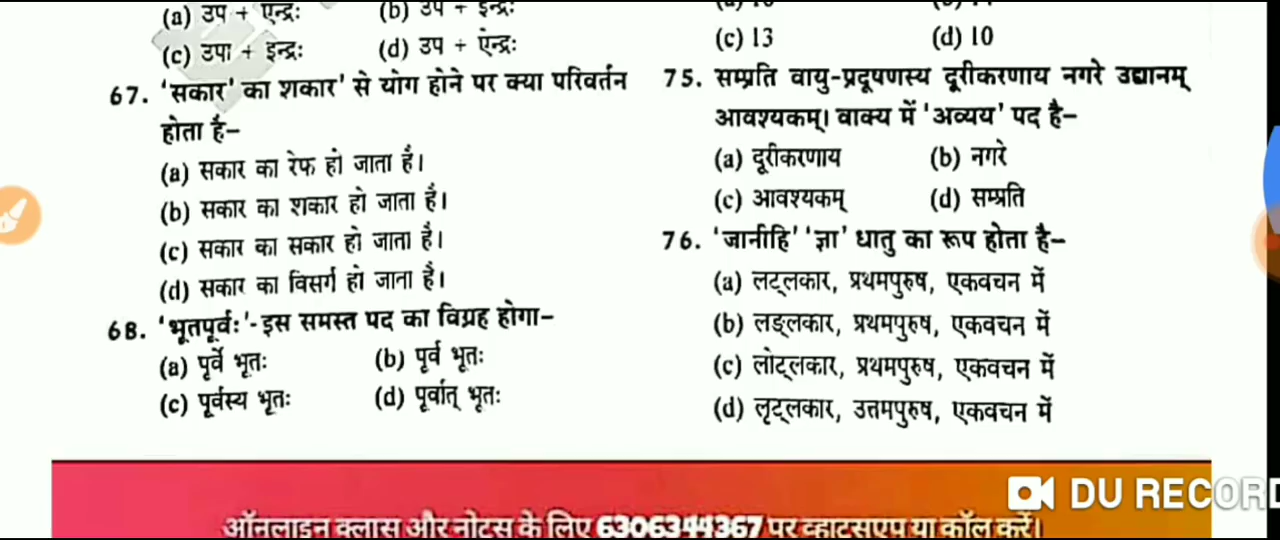 (a) उप + एन्द्रः (b) उप + इन्द्रः
(c) उपा + इन्द्रः (d) उप + ऐन्द्रः
67. 'सकार' का शकार' से योग होने पर क्या परिवर्तन
होता है–
(a) सकार का रेफ हो जाता है।
(b) सकार का शकार हो जाता है।
(c) सकार का सकार हो जाता है।
(d) सकार का विसर्ग हो जाता है।
68. 'भूतपूर्वः'-इस समस्त पद का विग्रह होगा–
(a) पूर्वे भूतः (b) पूर्व भूतः
(c) पूर्वस्य भूतः (d) पूर्वात् भूतः
(c) 13 (d) 10
75. सम्प्रति वायु-प्रदूषणस्य दूरीकरणाय नगरे उद्यानम्
आवश्यकम्। वाक्य में 'अव्यय' पद है–
(a) दूरीकरणाय (b) नगरे
(c) आवश्यकम् (d) सम्प्रति
76. 'जानीहि' 'ज्ञा' धातु का रूप होता है–
(a) लट्लकार, प्रथमपुरुष, एकवचन में
(b) लङ्लकार, प्रथमपुरुष, एकवचन में
(c) लोट्लकार, प्रथमपुरुष, एकवचन में
(d) लृट्लकार, उत्तमपुरुष, एकवचन में
DU RECORD
ऑनलाइन क्लास और नोटस के लिए 6306344367 पर व्हाटसएप या कॉल करें।